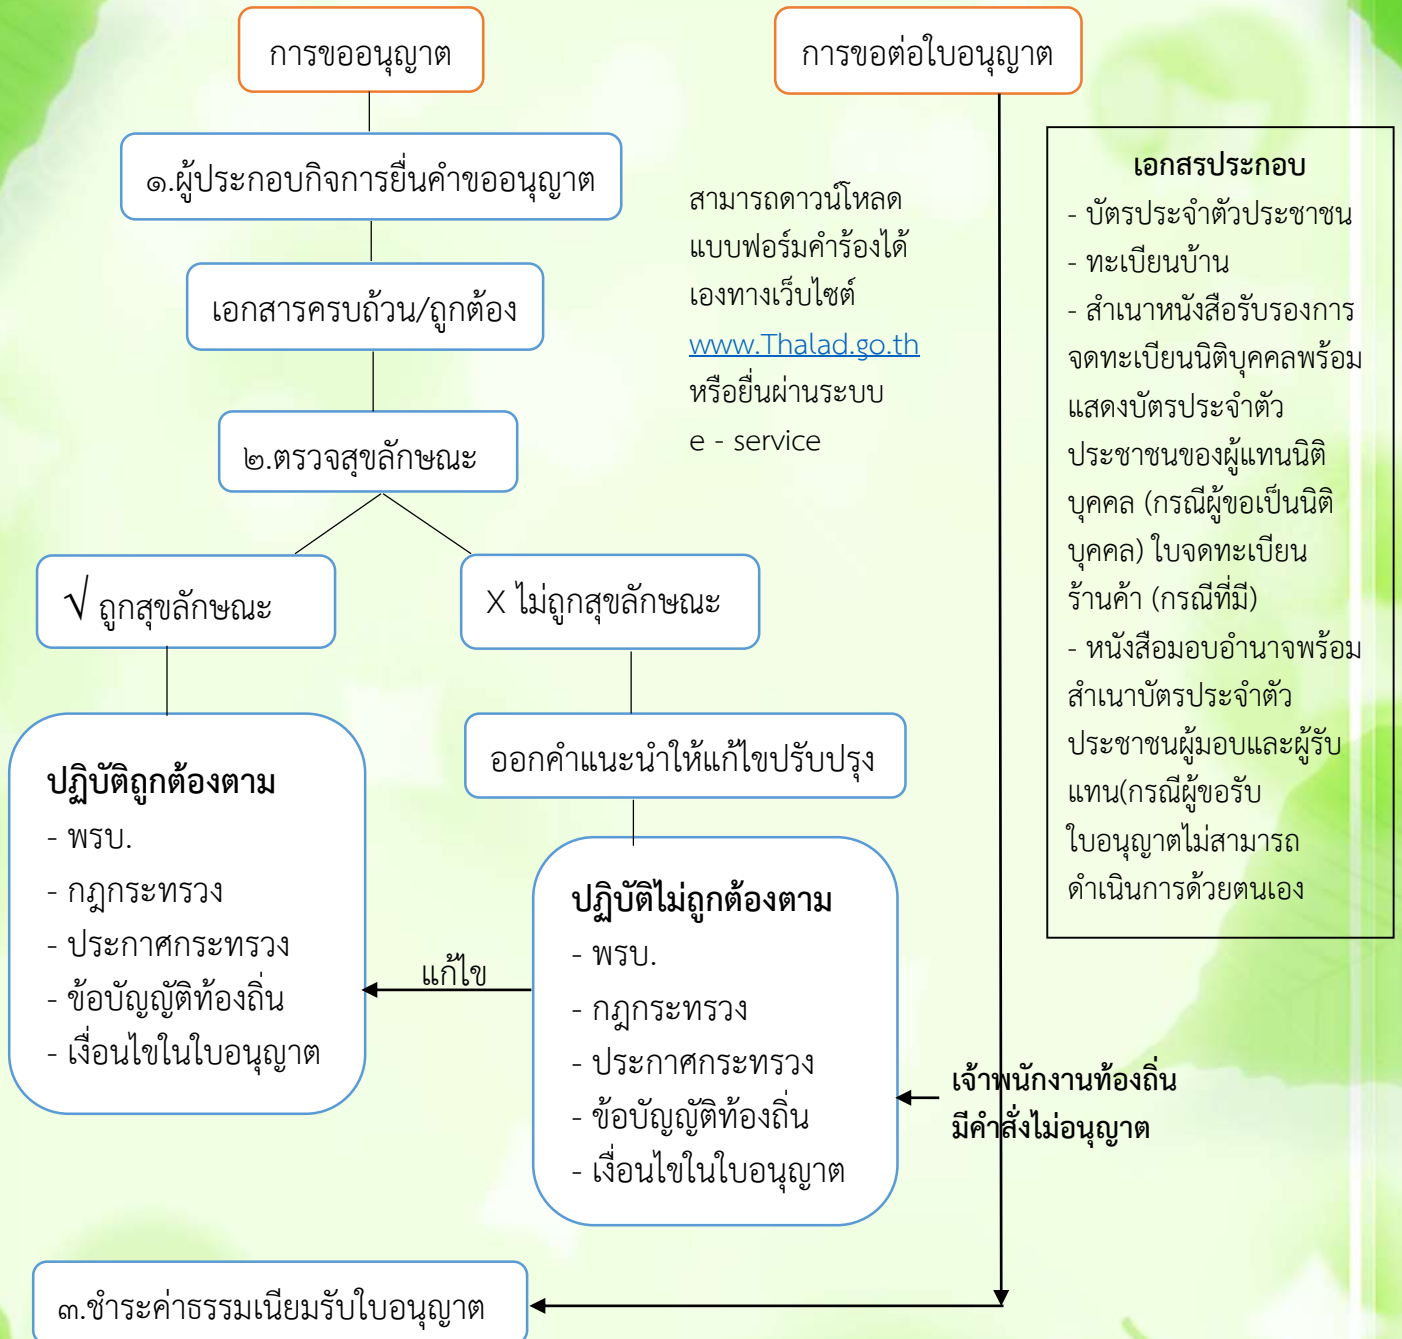 การขออนุญาต
การขอต่อใบอนุญาต
๑.ผู้ประกอบกิจการยื่นคำขออนุญาต
เอกสารครบถ้วน/ถูกต้อง
๒.ตรวจสุขลักษณะ
√ ถูกสุขลักษณะ
X ไม่ถูกสุขลักษณะ
ออกคำแนะนำให้แก้ไขปรับปรุง
ปฏิบัติถูกต้องตาม
- พรบ.
- กฎกระทรวง
- ประกาศกระทรวง
- ข้อบัญญัติท้องถิ่น
- เงื่อนไขในใบอนุญาต
แก้ไข
ปฏิบัติไม่ถูกต้องตาม
- พรบ.
- กฎกระทรวง
- ประกาศกระทรวง
- ข้อบัญญัติท้องถิ่น
- เงื่อนไขในใบอนุญาต
เจ้าพนักงานท้องถิ่น
มีคำสั่งไม่อนุญาต
๓.ชำระค่าธรรมเนียมรับใบอนุญาต
สามารถดาวน์โหลด
แบบฟอร์มคำร้องได้
เองทางเว็บไซต์
www.Thalad.go.th
หรือยื่นผ่านระบบ
e - service
เอกสรประกอบ
- บัตรประจำตัวประชาชน
- ทะเบียนบ้าน
- สำเนาหนังสือรับรองการ
จดทะเบียนนิติบุคคลพร้อม
แสดงบัตรประจำตัว
ประชาชนของผู้แทนนิติ
บุคคล (กรณีผู้ขอเป็นนิติ
บุคคล) ใบจดทะเบียน
ร้านค้า (กรณีที่มี)
- หนังสือมอบอำนาจพร้อม
สำเนาบัตรประจำตัว
ประชาชนผู้มอบและผู้รับ
แทน(กรณีผู้ขอรับ
ใบอนุญาตไม่สามารถ
ดำเนินการด้วยตนเอง